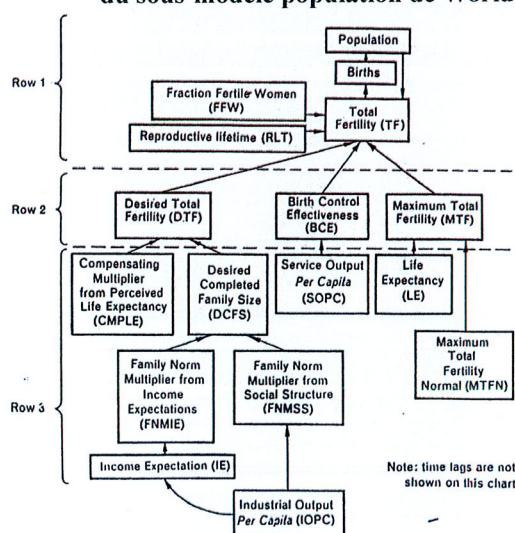 du sous-modèle population de World
Row 1
Population
Births
Fraction Fertile Women
(FFW)
Reproductive lifetime (RLT)
Total
Fertility (TF)
Row 2
Desired Total
Fertility (DTF)
Birth Control
Effectiveness
(BCE)
Maximum Total
Fertility (MTF)
Row 3
Compensating
Multiplier
from Perceived
Life Expectancy
(CMPLE)
Desired
Completed
Family Size
(DCFS)
Service Output
Per Capita
(SOPC)
Life
Expectancy
(LE)
Maximum
Total
Fertility
Normal (MTFN)
Family Norm
Multiplier from
Income
Expectations
(FNMIE)
Family Norm
Multiplier from
Social Structure
(FNMSS)
Income Expectation (IE)
Industrial Output
Per Capita (IOPC)
Note: time lags are not
shown on this chart